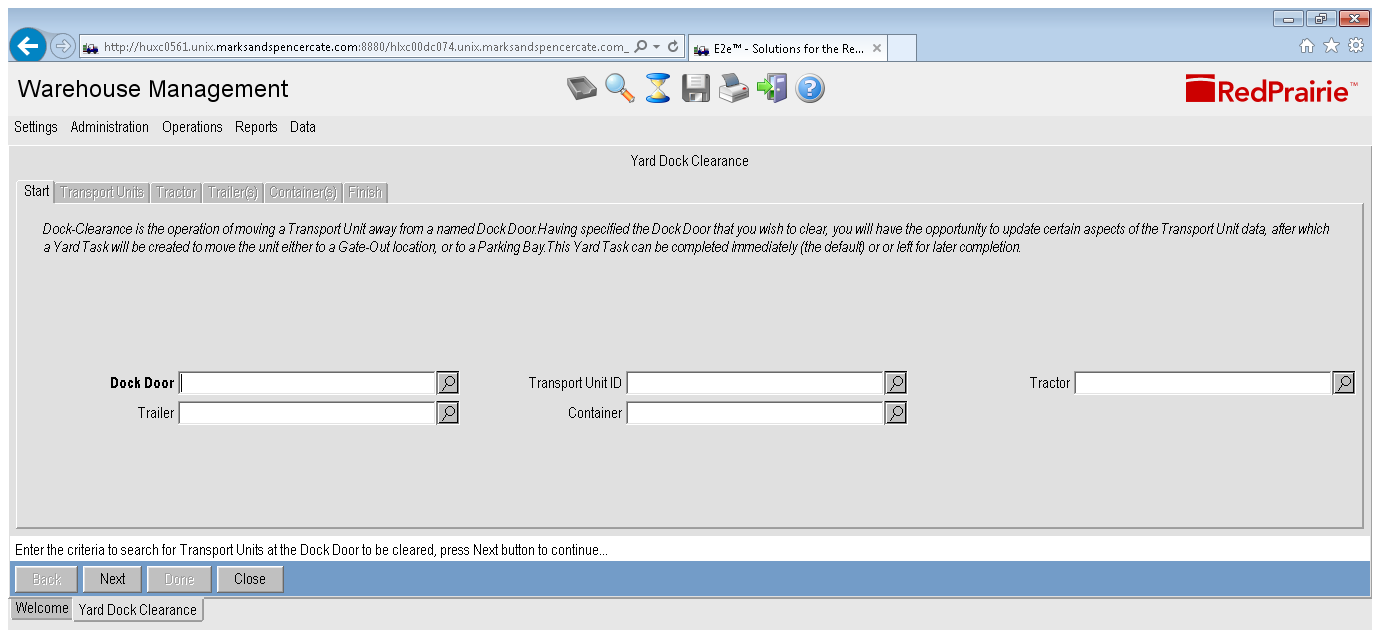 http://huxc0561.unix.marksandspencercate.com:8880/hlxc00dc074.unix.marksandspencercate.com_
E2e™ - Solutions for the Re...
Warehouse Management
RedPrairie™
Settings Administration Operations Reports Data
Yard Dock Clearance
Start Transport Units Tractor Trailer(s) Container(s) Finish
Dock-Clearance is the operation of moving a Transport Unit away from a named Dock Door.Having specified the Dock Door that you wish to clear, you will have the opportunity to update certain aspects of the Transport Unit data, after which
a Yard Task will be created to move the unit either to a Gate-Out location, or to a Parking Bay.This Yard Task can be completed immediately (the default) or or left for later completion.
Dock Door Transport Unit ID Tractor
Trailer Container
Enter the criteria to search for Transport Units at the Dock Door to be cleared, press Next button to continue...
Back Next Done Close
Welcome Yard Dock Clearance